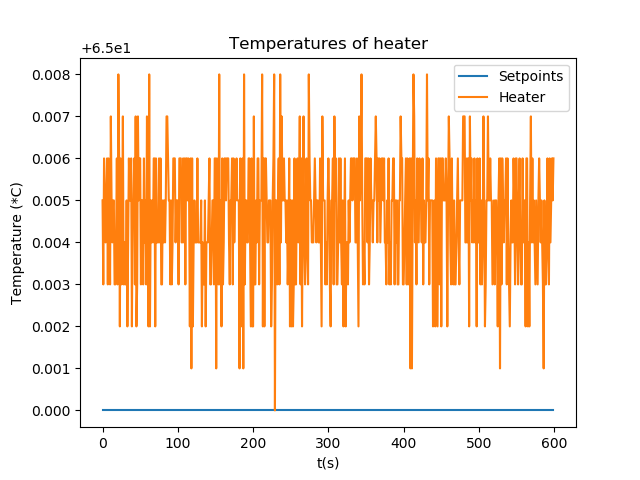 Temperatures of heater
+6.5e1
Setpoints
Heater
0.008
0.007
0.006
0.005
0.004
0.003
0.002
0.001
0.000
Temperature (*C)
0 100 200 300 400 500 600
t(s)